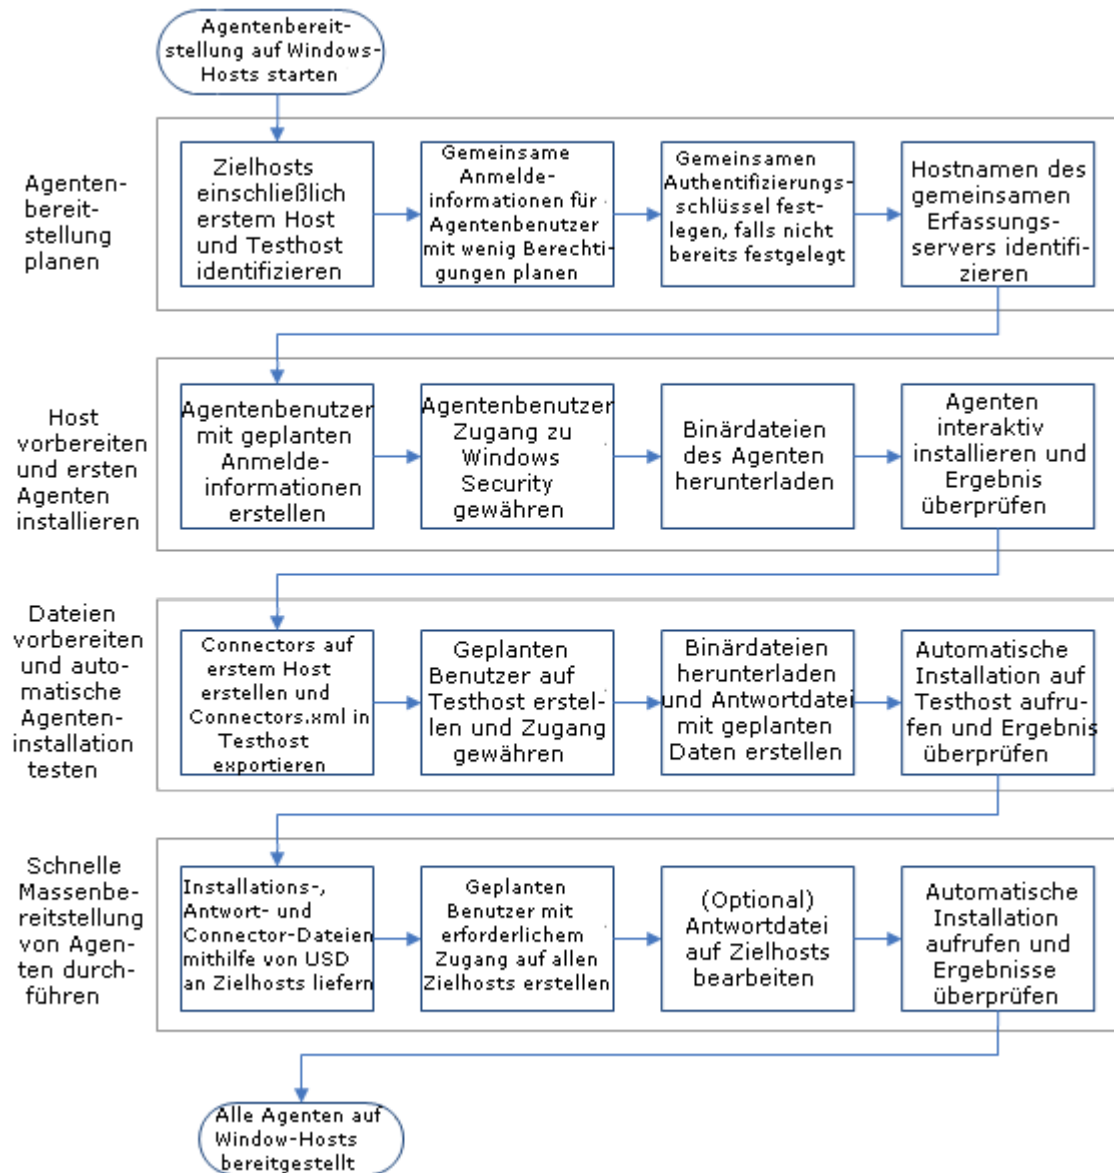 Agentenbereit-
stellung auf Windows-
Hosts starten
Agenten-
bereit-
stellung
planen
Zielhosts
einschließlich
erstem Host
und Testhost
identifizieren
Gemeinsame
Anmelde-
informationen für
Agentenbenutzer
mit wenig Berechti-
gungen planen
Gemeinsamen
Authentifizierungs-
schlüssel fest-
legen, falls nicht
bereits festgelegt
Hostnamen des
gemeinsamen
Erfassungs-
servers identifi-
zieren
Host
vorbereiten
und ersten
Agenten
installieren
Agentenbenutzer
mit geplanten
Anmelde-
informationen
erstellen
Agentenbenutzer
Zugang zu
Windows
Security
gewähren
Binärdateien
des Agenten
herunterladen
Agenten
interaktiv
installieren und
Ergebnis
überprüfen
Dateien
vorbereiten
und auto-
matische
Agenten-
installation
testen
Connectors auf
erstem Host
erstellen und
Connectors.xml in
Testhost
exportieren
Geplanten
Benutzer auf
Testhost erstel-
len und Zugang
gewähren
Binärdateien
herunterladen
und Antwortdatei
mit geplanten
Daten erstellen
Automatische
Installation auf
Testhost aufru-
fen und Ergebnis
überprüfen
Schnelle
Massenbe-
reitstellung
von Agen-
ten durch-
führen
Installations-,
Antwort- und
Connector-Dateien
mithilfe von USD
an Zielhosts liefern
Geplanten
Benutzer mit
erforderlichem
Zugang auf allen
Zielhosts erstellen
(Optional)
Antwortdatei
auf Zielhosts
bearbeiten
Automatische
Installation
aufrufen und
Ergebnisse
überprüfen
Alle Agenten auf
Window-Hosts
bereitgestellt